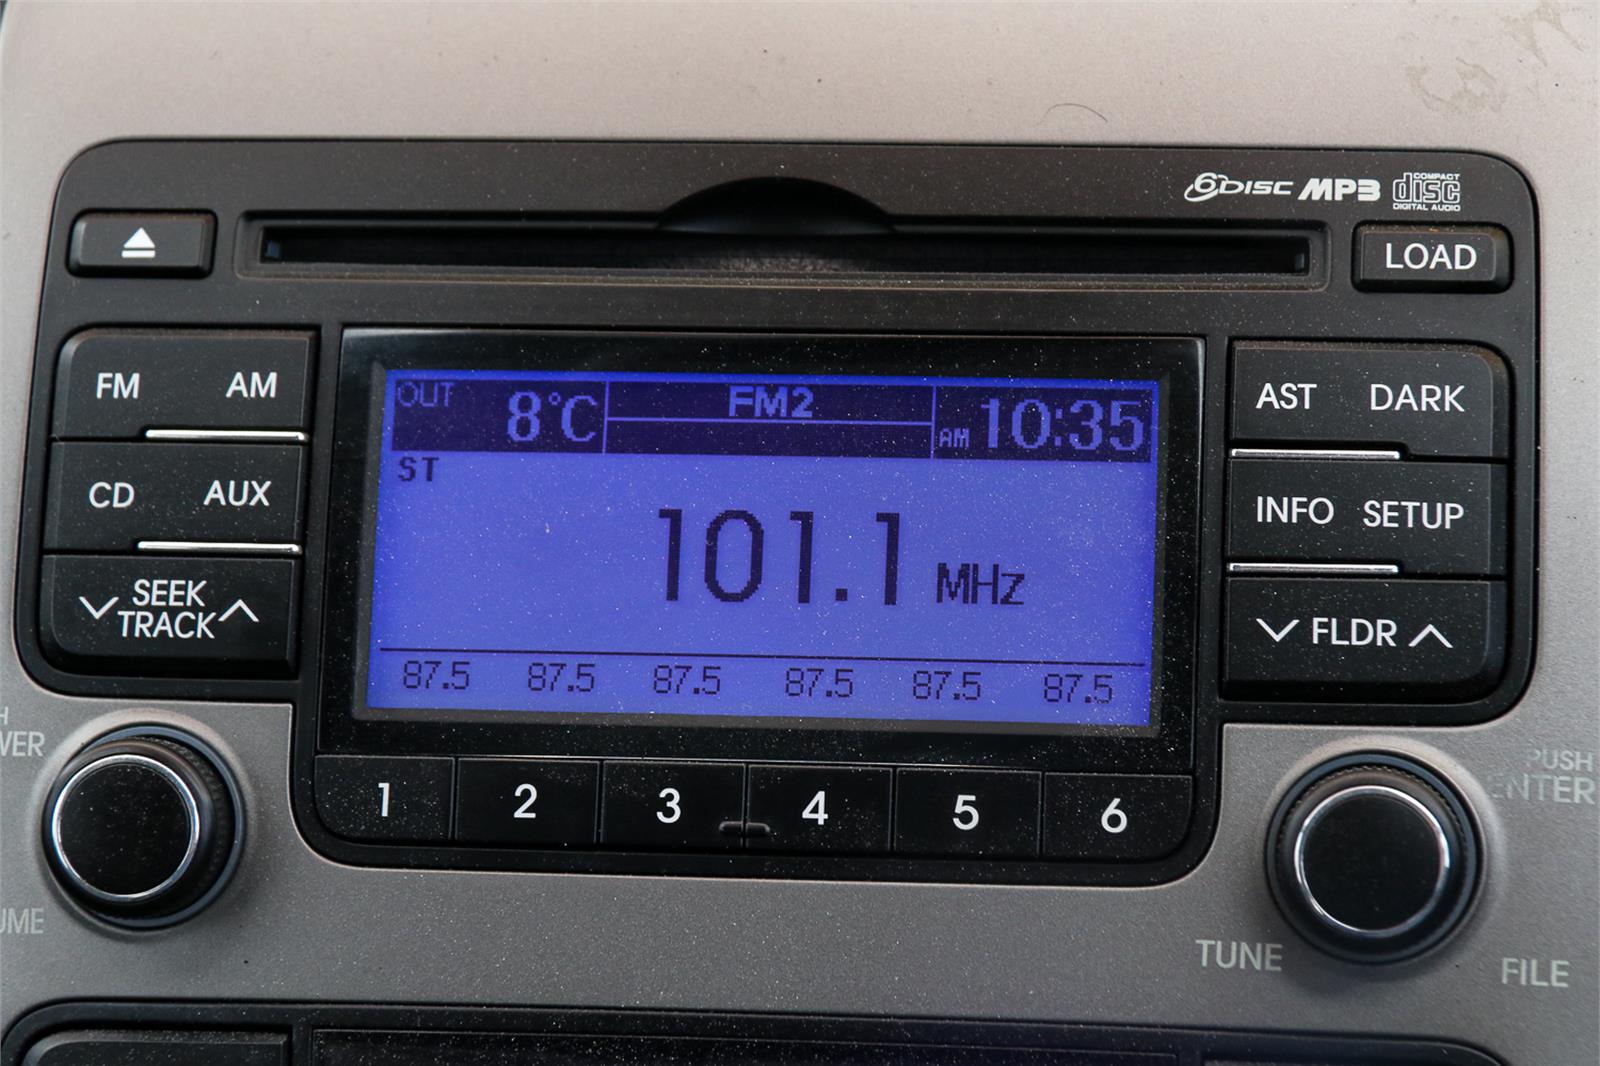 6DISC MP3 COMPACT disc DIGITAL AUDIO
LOAD
FM AM
CD AUX
SEEK
TRACK
OUT 8°C
FM2
AM 10:35
ST
101.1 MHz
87.5 87.5 87.5 87.5 87.5 87.5
1 2 3 4 5 6
AST DARK
INFO SETUP
FLDR
PUSH
ENTER
TUNE
FILE